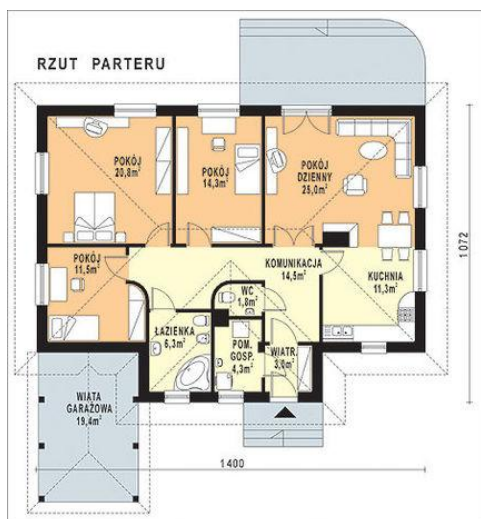 RZUT PARTERU
POKÓJ
20,8m²
POKÓJ
14,3m²
POKÓJ
DZIENNY
25,0m²
POKÓJ
11,5m²
KOMUNIKACJA
14,5m²
KUCHNIA
11,3m²
WC
1,8m²
ŁAZIENKA
6,3m²
POM.
GOSP.
4,3m²
WIATR.
3,0m²
WIATA
GARAŻOWA
19,4m²
1072
1400